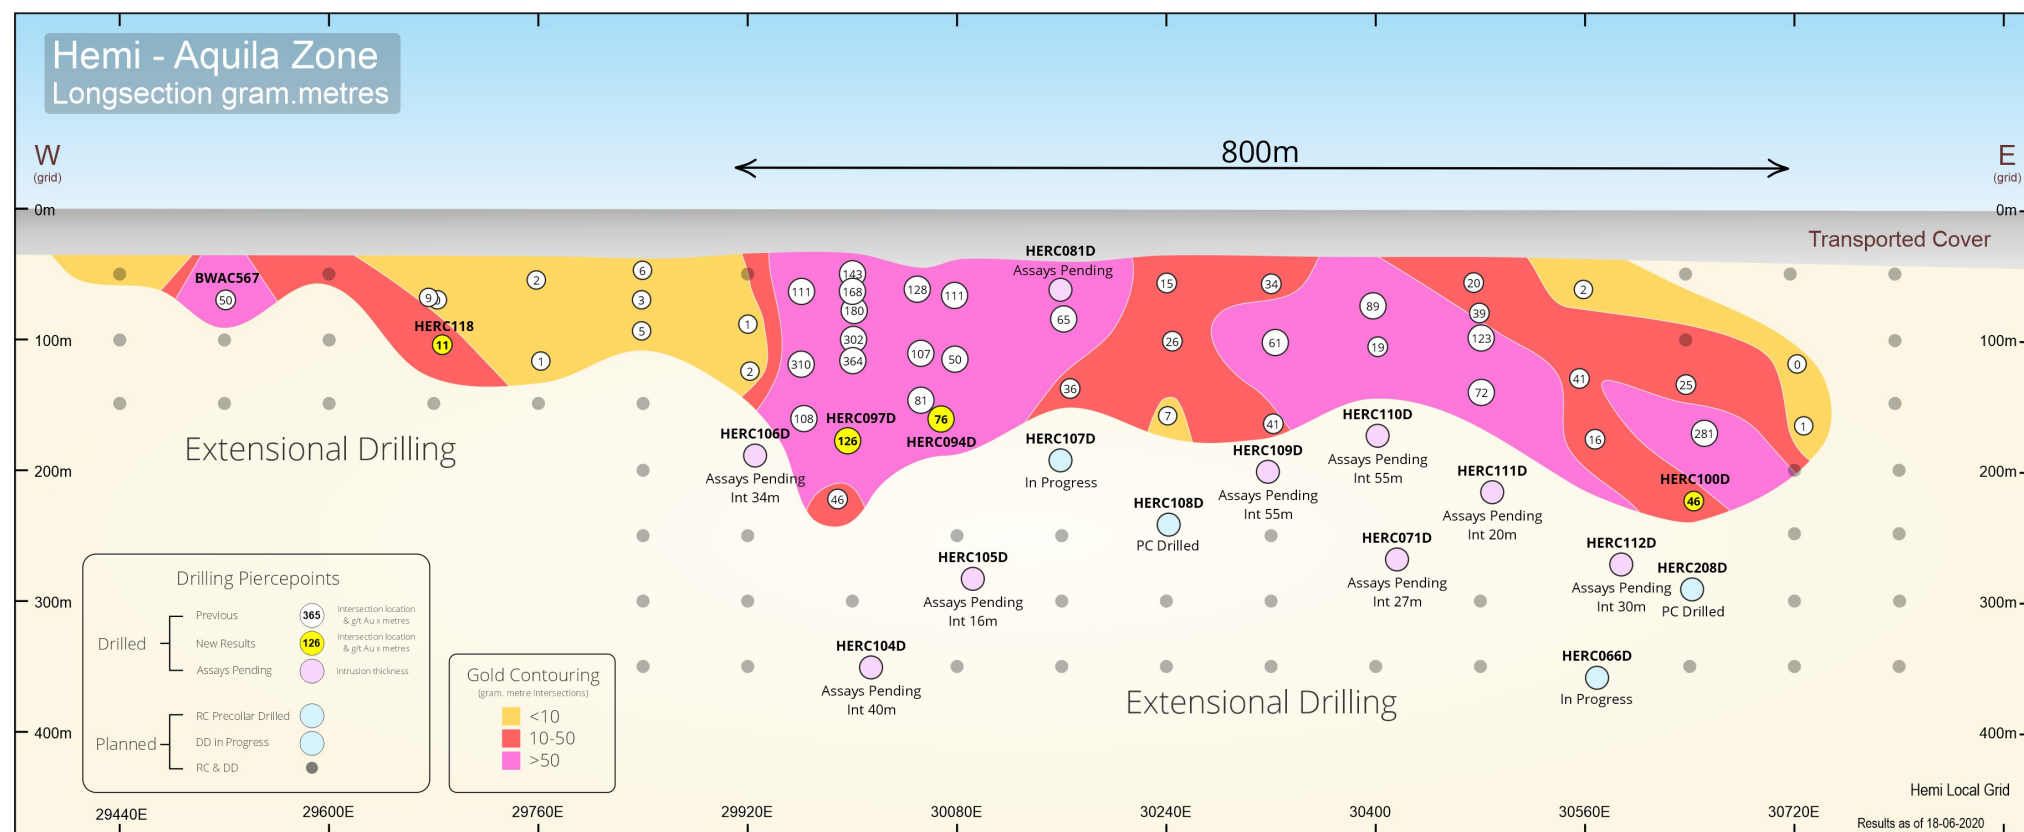 Hemi - Aquila Zone
Longsection gram.metres
800m
W
(grid)
E
(grid)
0m
0m
Transported Cover
HERC081D
Assays Pending
BWAC567
50
9
0
HERC118
11
2
1
6
3
5
1
2
111
310
108
143
168
180
302
364
HERC097D
126
46
128
107
81
111
50
76
HERC094D
65
36
15
26
7
34
61
41
89
19
20
39
123
72
2
41
16
25
281
HERC100D
46
0
1
100m
100m
200m
200m
300m
300m
400m
400m
HERC106D
Assays Pending
Int 34m
HERC107D
In Progress
HERC108D
PC Drilled
HERC109D
Assays Pending
Int 55m
HERC110D
Assays Pending
Int 55m
HERC111D
Assays Pending
Int 20m
HERC071D
Assays Pending
Int 27m
HERC112D
Assays Pending
Int 30m
HERC208D
PC Drilled
HERC105D
Assays Pending
Int 16m
HERC104D
Assays Pending
Int 40m
HERC066D
In Progress
Extensional Drilling
Extensional Drilling
Drilling Piercepoints
Drilled
Previous
365
Intersection location
& g/t Au x metres
New Results
126
Intersection location
& g/t Au x metres
Assays Pending
Intrusion thickness
Planned
RC Precollar Drilled
DD in Progress
RC & DD
Gold Contouring
(gram. metre intersections)
<10
10-50
>50
Hemi Local Grid
29440E
29600E
29760E
29920E
30080E
30240E
30400
30560E
30720E
Results as of 18-06-2020